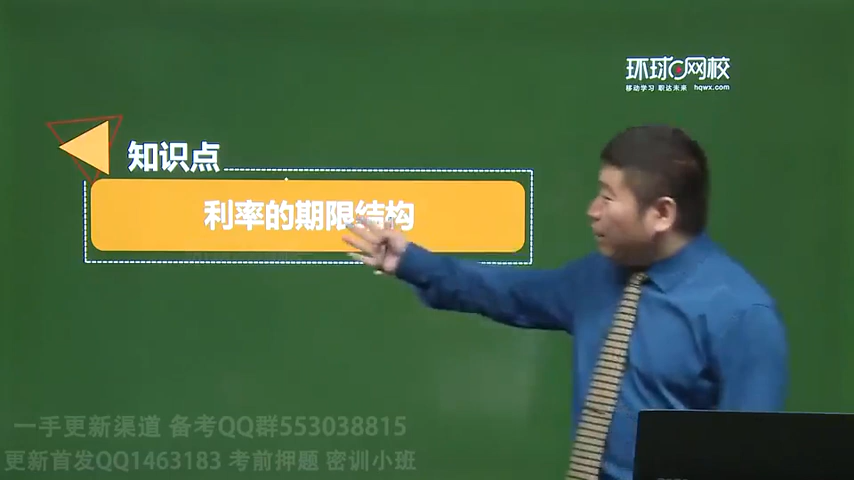 环球网校
移动学习 职达未来 hqwx.com
知识点
利率的期限结构
一手更新渠道 备考QQ群553038815
更新首发QQ1463183 考前押题 密训小班